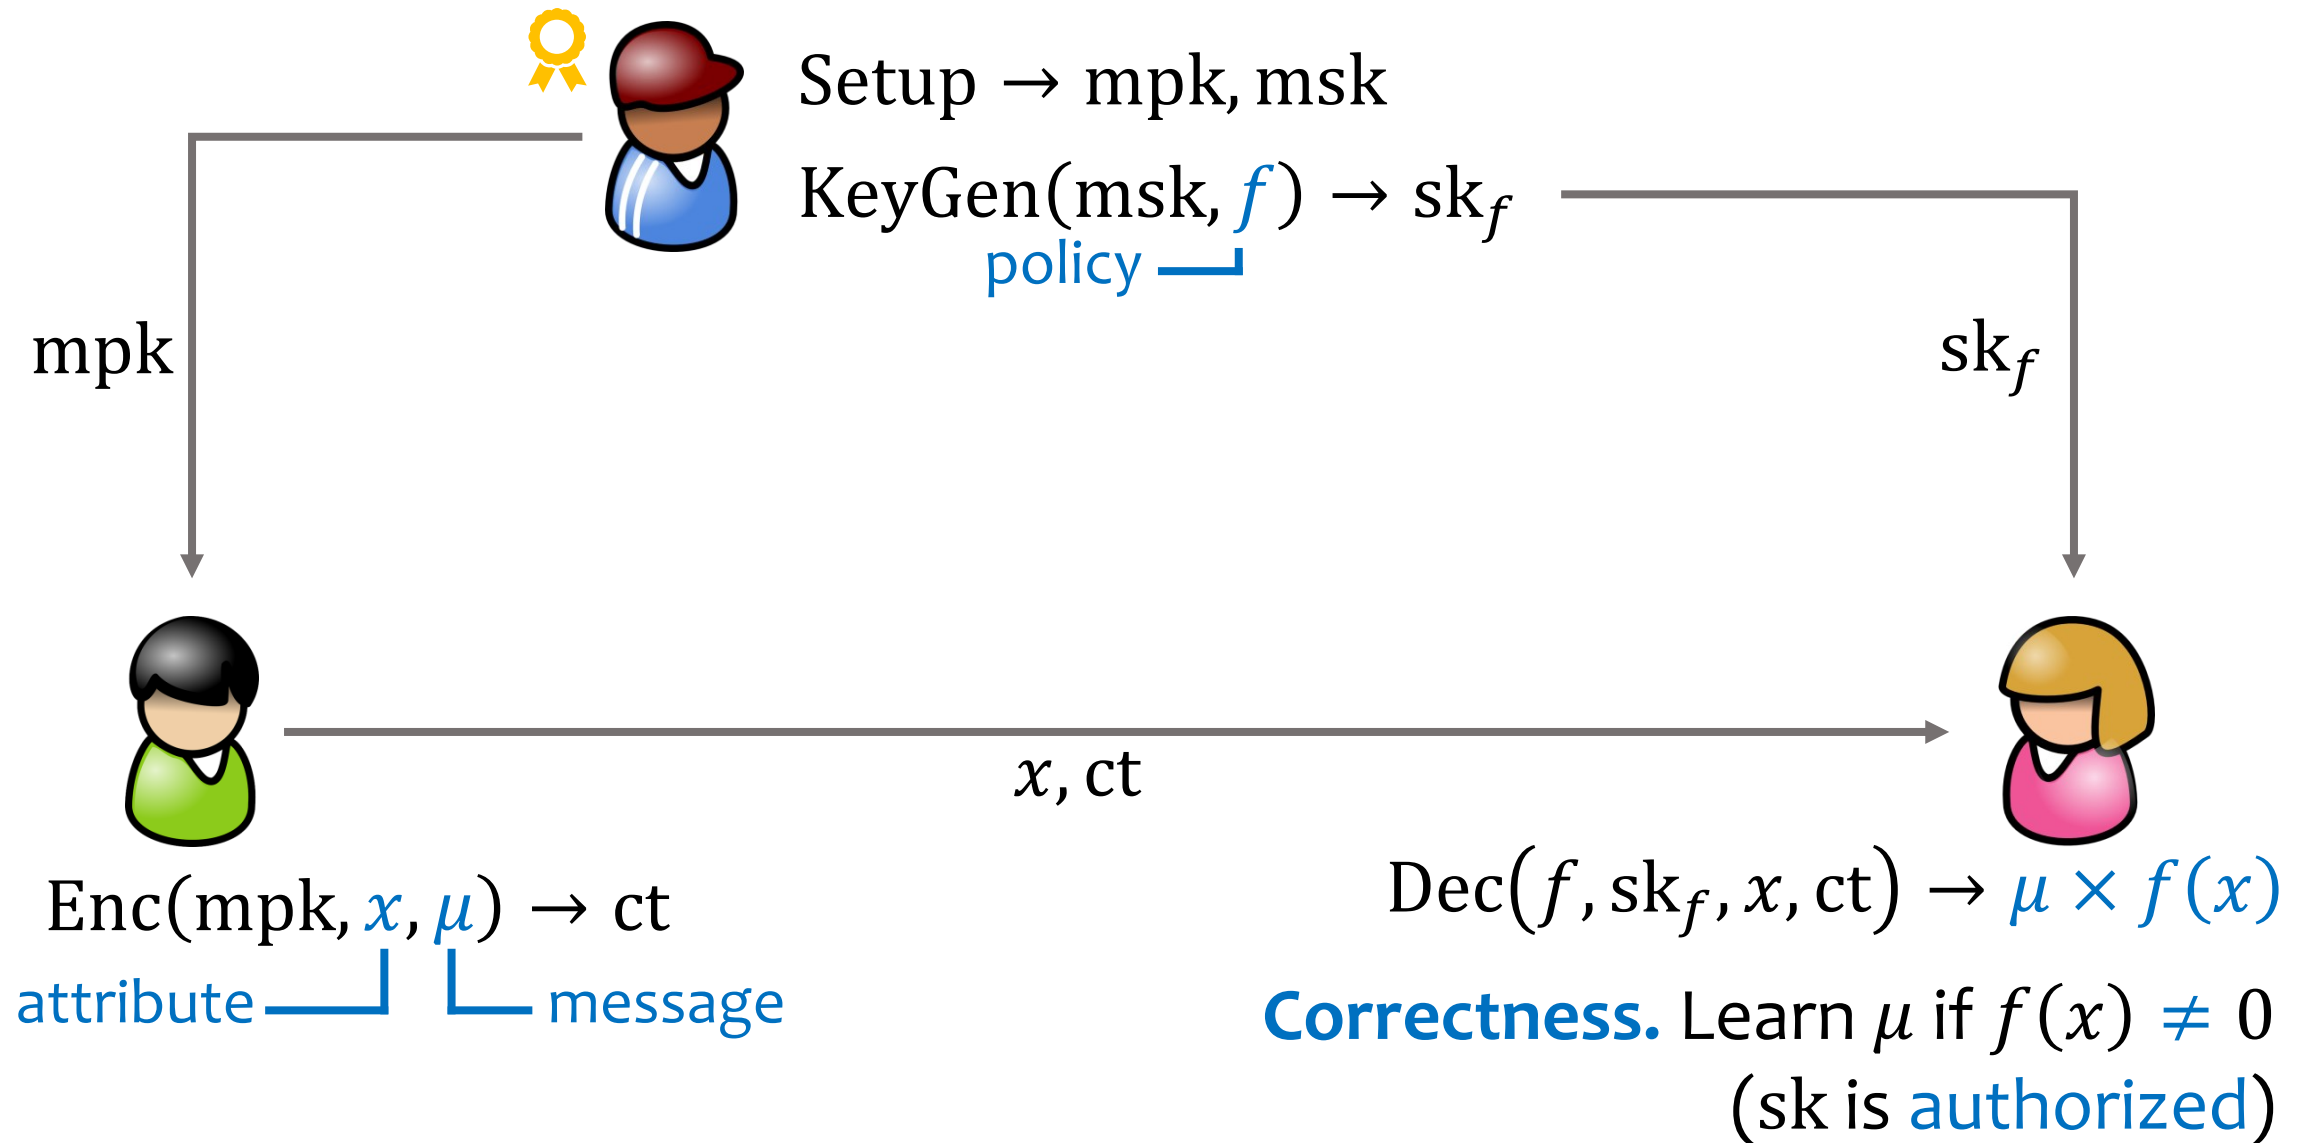 Setup → mpk, msk
KeyGen(msk, f) → sk_f
policy
mpk
sk_f
x, ct
Enc(mpk, x, μ) → ct
attribute
message
Dec(f, sk_f, x, ct) → μ × f(x)
Correctness. Learn μ if f(x) ≠ 0
(sk is authorized)